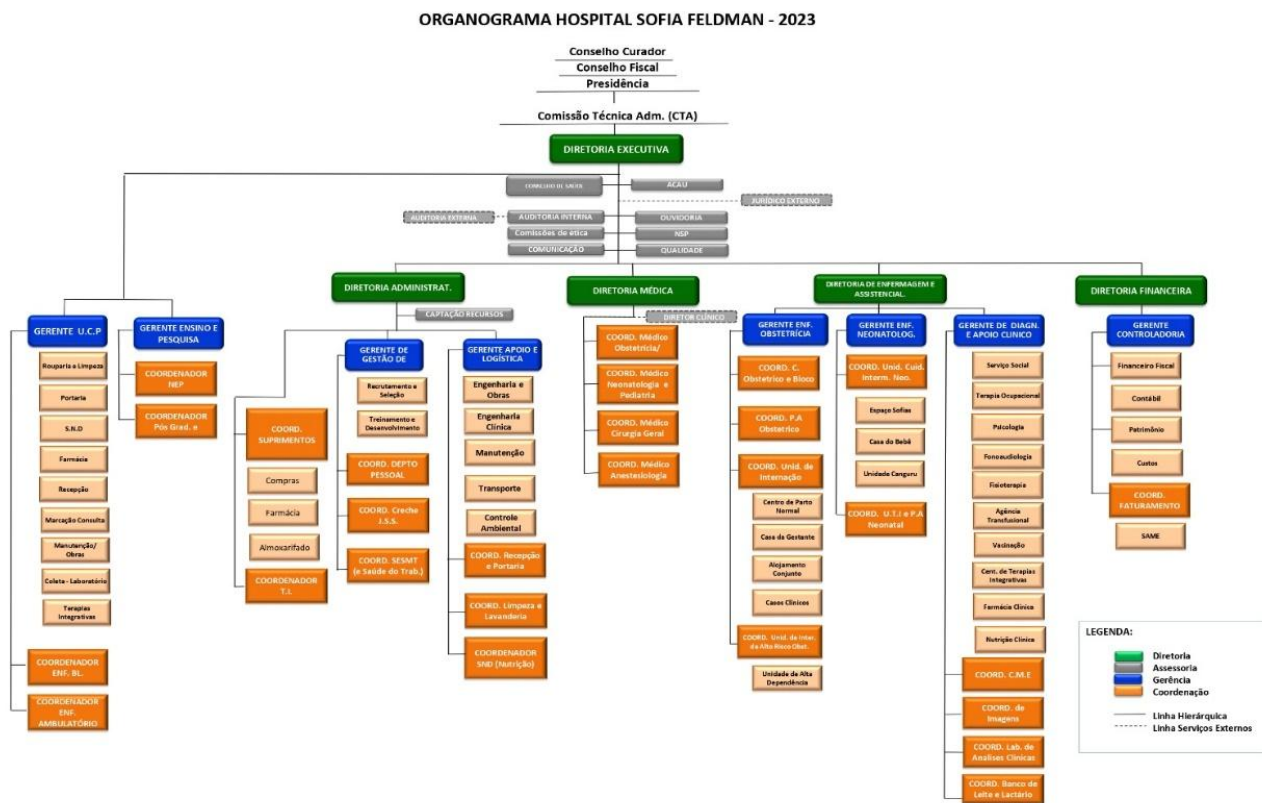 ORGANOGRAMA HOSPITAL SOFIA FELDMAN - 2023
Conselho Curador
Conselho Fiscal
Presidência
Comissão Técnica Adm. (CTA)
DIRETORIA EXECUTIVA
CONSELHO DE SAÚDE
ACAU
JURÍDICO EXTERNO
AUDITORIA EXTERNA
AUDITORIA INTERNA
OUVIDORIA
Comissões de ética
NSP
COMUNICAÇÃO
QUALIDADE
DIRETORIA ADMINISTRAT.
DIRETORIA MÉDICA
DIRETORIA DE ENFERMAGEM E
ASSISTENCIAL.
DIRETORIA FINANCEIRA
CAPTAÇÃO RECURSOS
DIRETOR CLÍNICO
GERENTE U.C.P
Rouparia e Limpeza
Portaria
S.N.D
Farmácia
Recepção
Marcação Consulta
Manutenção/
Obras
Coleta - Laboratório
Terapias
Integrativas
COORDENADOR
ENF. BL.
COORDENADOR
ENF.
AMBULATÓRIO
GERENTE ENSINO E
PESQUISA
COORDENADOR
NEP
COORDENADOR
Pós Grad. e
COORD.
SUPRIMENTOS
Compras
Farmácia
Almoxarifado
COORDENADOR
T.I.
GERENTE DE
GESTÃO DE
Recrutamento e
Seleção
Treinamento e
Desenvolvimento
COORD. DEPTO
PESSOAL
COORD. Creche
J.S.S.
COORD. SESMT
(e Saúde do Trab.)
GERENTE APOIO E
LOGÍSTICA
Engenharia e
Obras
Engenharia
Clínica
Manutenção
Transporte
Controle
Ambiental
COORD. Recepção
e Portaria
COORD. Limpeza e
Lavanderia
COORDENADOR
SND (Nutrição)
COORD. Médico
Obstetrícia/
COORD. Médico
Neonatologia e
Pediatria
COORD. Médico
Cirurgia Geral
COORD. Médico
Anestesiologia
GERENTE ENF.
OBSTETRÍCIA
COORD. C.
Obstetrico e Bloco
COORD. P.A
Obstetrico
COORD. Unid. de
Internação
Centro de Parto
Normal
Casa da Gestante
Alojamento
Conjunto
Casos Clínicos
COORD. Unid. de Inter.
de Alto Risco Obst.
Unidade de Alta
Dependência
GERENTE ENF.
NEONATOLOG.
COORD. Unid. Cuid.
Interm. Neo.
Espaço Sofias
Casa do Bebê
Unidade Canguru
COORD. U.T.I e P.A
Neonatal
GERENTE DE DIAGN.
E APOIO CLINICO
Serviço Social
Terapia Ocupacional
Psicologia
Fonoaudiologia
Fisioterapia
Agência
Transfusional
Vacinação
Cent. de Terapias
Integrativas
Farmácia Clínica
Nutrição Clínica
COORD. C.M.E
COORD. de
Imagens
COORD. Lab. de
Análises Clínicas
COORD. Banco de
Leite e Lactário
GERENTE
CONTROLADORIA
Financeiro Fiscal
Contábil
Patrimônio
Custos
COORD.
FATURAMENTO
SAME
LEGENDA:
Diretoria
Assessoria
Gerência
Coordenação
Linha Hierárquica
Linha Serviços Externos